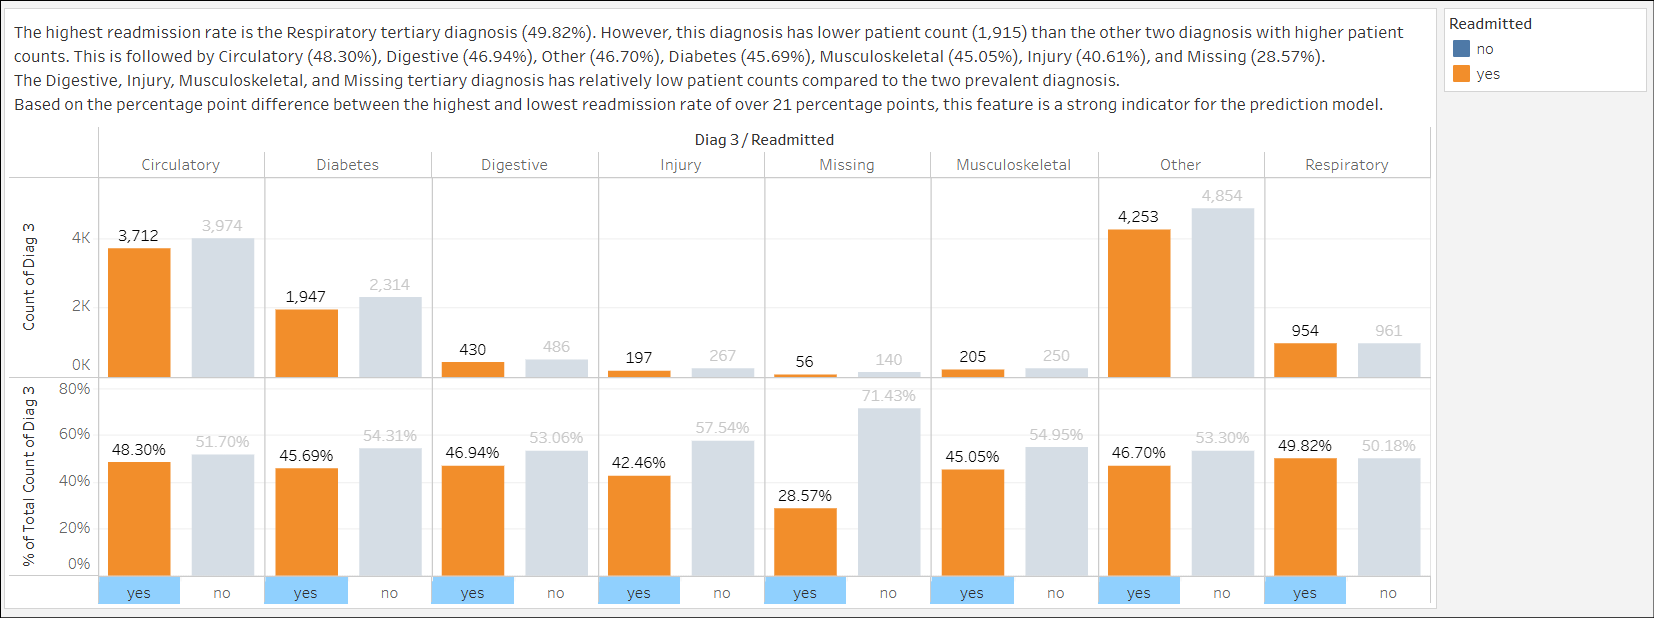 The highest readmission rate is the Respiratory tertiary diagnosis (49.82%). However, this diagnosis has lower patient count (1,915) than the other two diagnosis with higher patient
counts. This is followed by Circulatory (48.30%), Digestive (46.94%), Other (46.70%), Diabetes (45.69%), Musculoskeletal (45.05%), Injury (40.61%), and Missing (28.57%).
The Digestive, Injury, Musculoskeletal, and Missing tertiary diagnosis has relatively low patient counts compared to the two prevalent diagnosis.
Based on the percentage point difference between the highest and lowest readmission rate of over 21 percentage points, this feature is a strong indicator for the prediction model.
Readmitted
no
yes
Diag 3 / Readmitted
Circulatory Diabetes Digestive Injury Missing Musculoskeletal Other Respiratory
Count of Diag 3
4K
2K
0K
3,712 3,974 1,947 2,314 430 486 197 267 56 140 205 250 4,253 4,854 954 961
% of Total Count of Diag 3
80%
60%
40%
20%
0%
48.30% 51.70% 45.69% 54.31% 46.94% 53.06% 42.46% 57.54% 28.57% 71.43% 45.05% 54.95% 46.70% 53.30% 49.82% 50.18%
yes no yes no yes no yes no yes no yes no yes no yes no